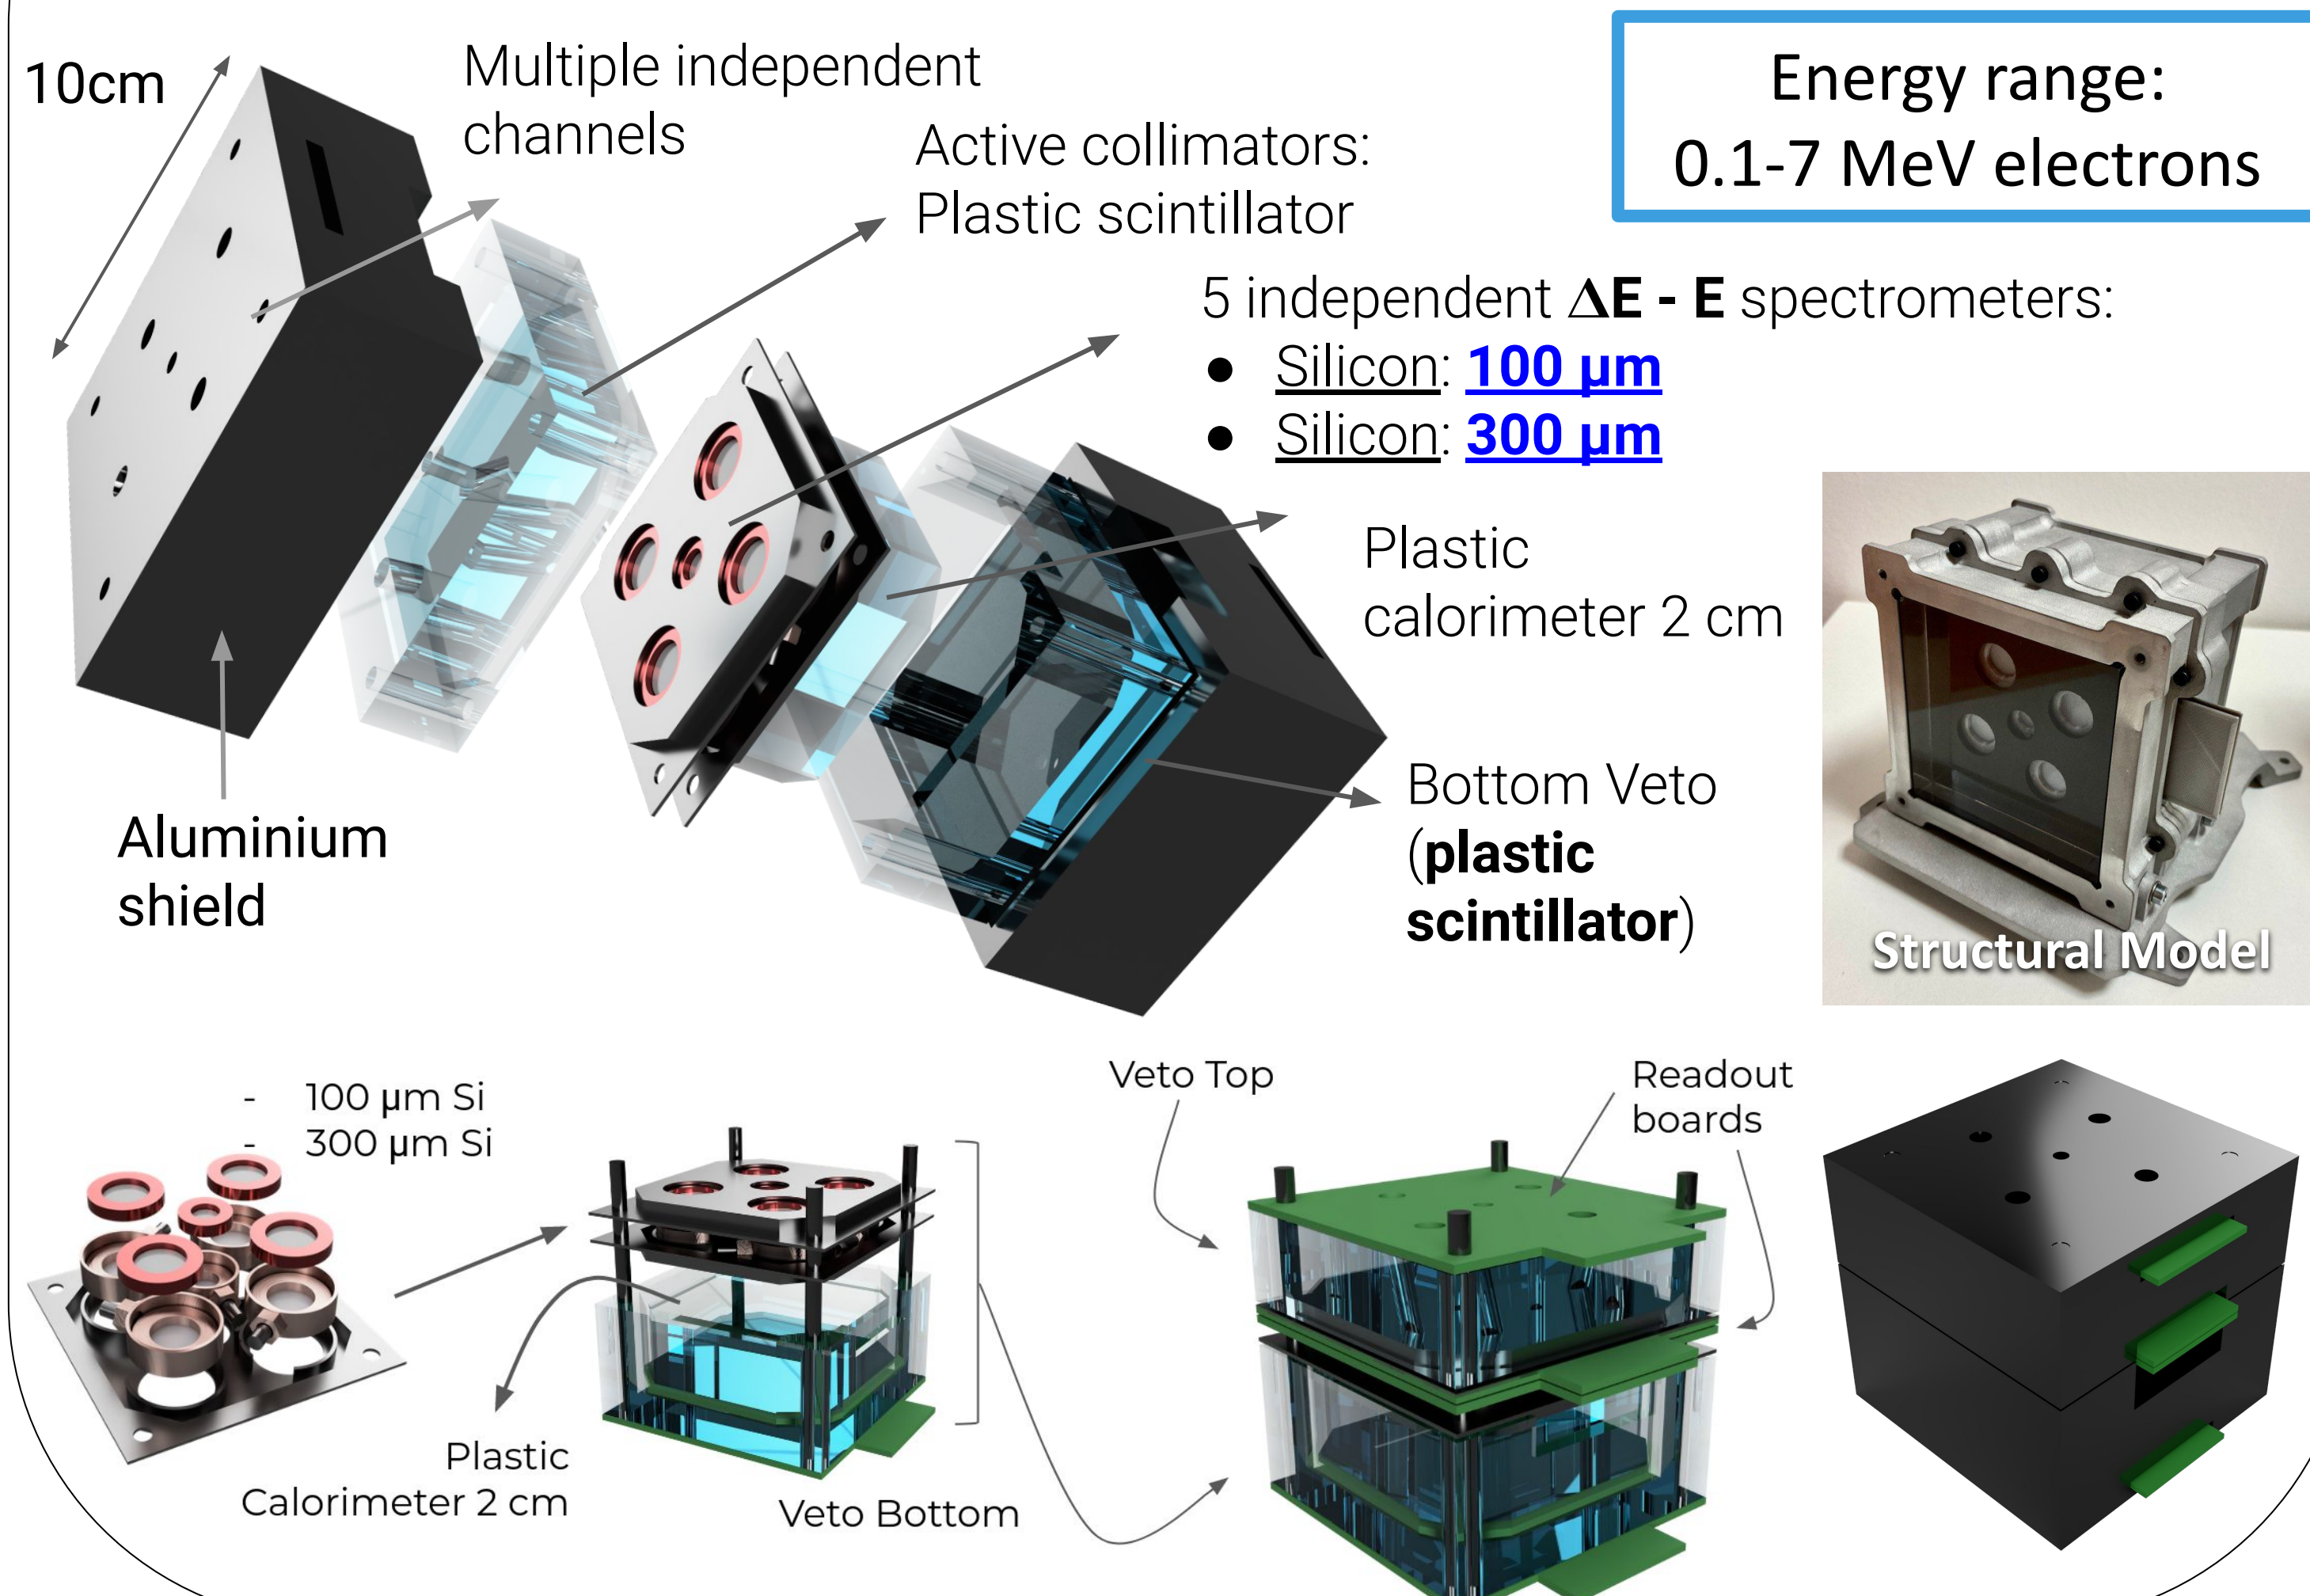 10cm
Multiple independent
channels
Active collimators:
Plastic scintillator
Energy range:
0.1-7 MeV electrons
5 independent ΔE - E spectrometers:
● Silicon: 100 µm
● Silicon: 300 µm
Plastic
calorimeter 2 cm
Aluminium
shield
Bottom Veto
(plastic
scintillator)
Structural Model
- 100 µm Si
- 300 µm Si
Plastic
Calorimeter 2 cm
Veto Bottom
Veto Top
Readout
boards